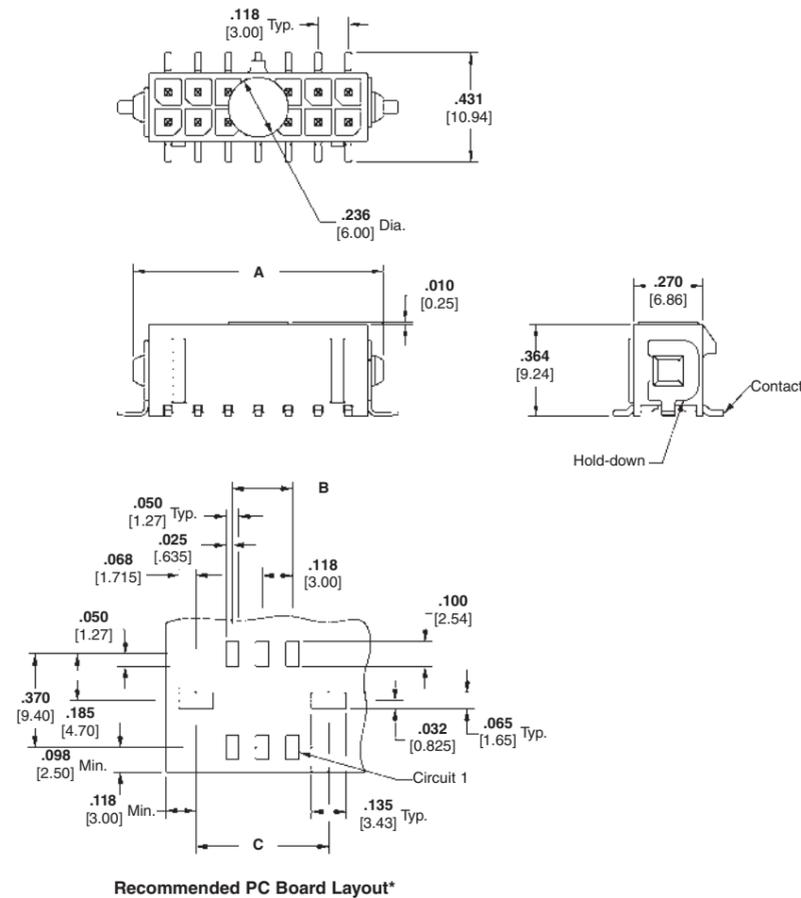 .118
[3.00] Typ.
.431
[10.94]
.236
[6.00] Dia.
A
.010
[0.25]
.270
[6.86]
.364
[9.24]
Contact
Hold-down
B
.050
[1.27] Typ.
.025
[.635]
.068
[1.715]
.118
[3.00]
.100
[2.54]
.050
[1.27]
.370
[9.40]
.185
[4.70]
.032
[0.825]
.065
[1.65] Typ.
.098
[2.50] Min.
Circuit 1
.118
[3.00] Min.
.135
[3.43] Typ.
C
Recommended PC Board Layout*